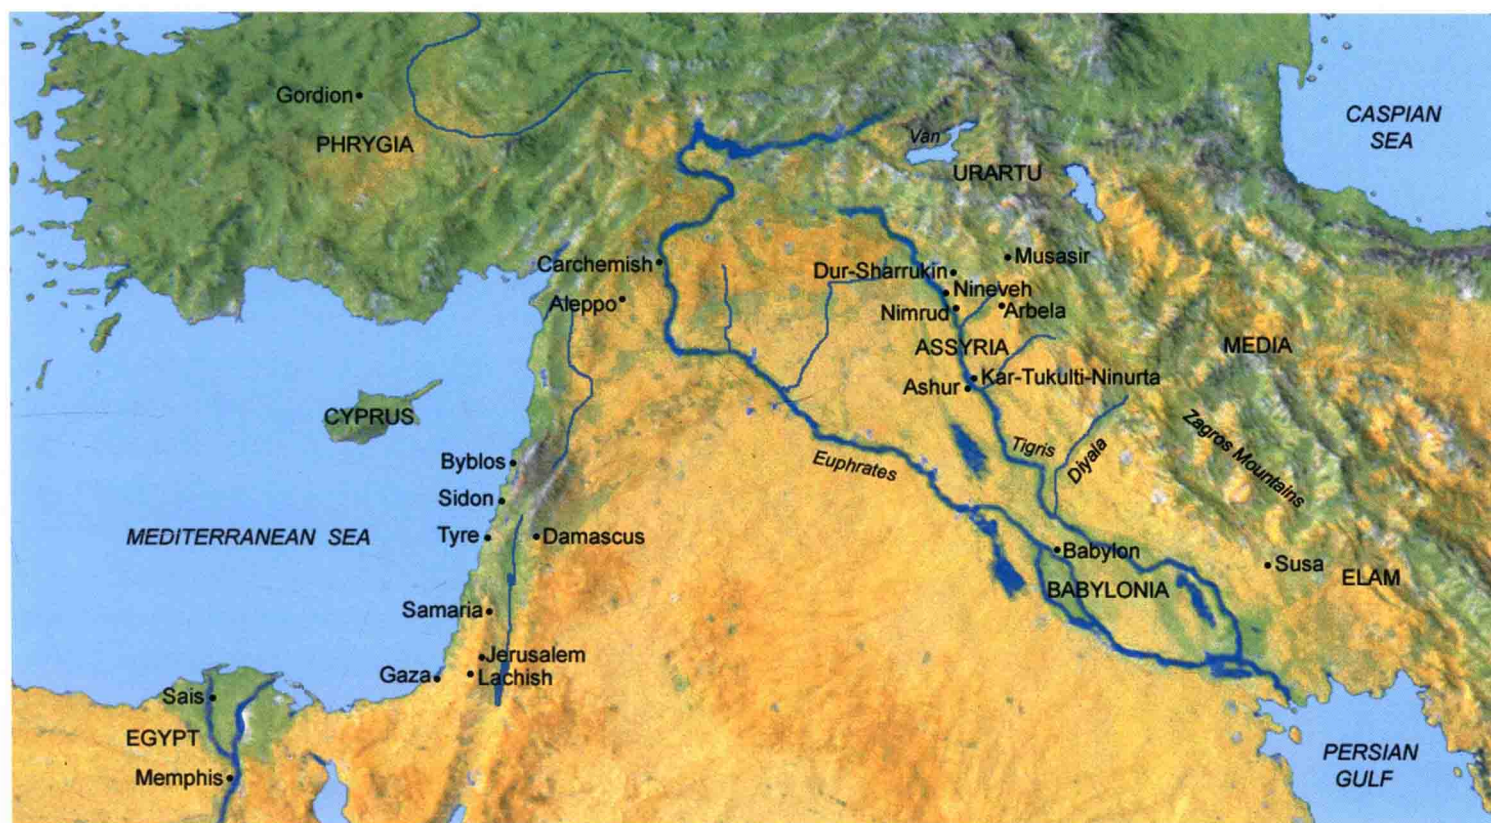 Gordion
PHRYGIA
CASPIAN
SEA
Van
URARTU
Carchemish
Aleppo
Musasir
Dur-Sharrukin
Nineveh
Nimrud
Arbela
ASSYRIA
MEDIA
Kar-Tukulti-Ninurta
Ashur
CYPRUS
Zagros Mountains
Tigris
Diyala
Euphrates
Byblos
Sidon
MEDITERRANEAN SEA
Tyre
Damascus
Babylon
BABYLONIA
Susa
ELAM
Samaria
Jerusalem
Gaza
Lachish
Sais
EGYPT
Memphis
PERSIAN
GULF